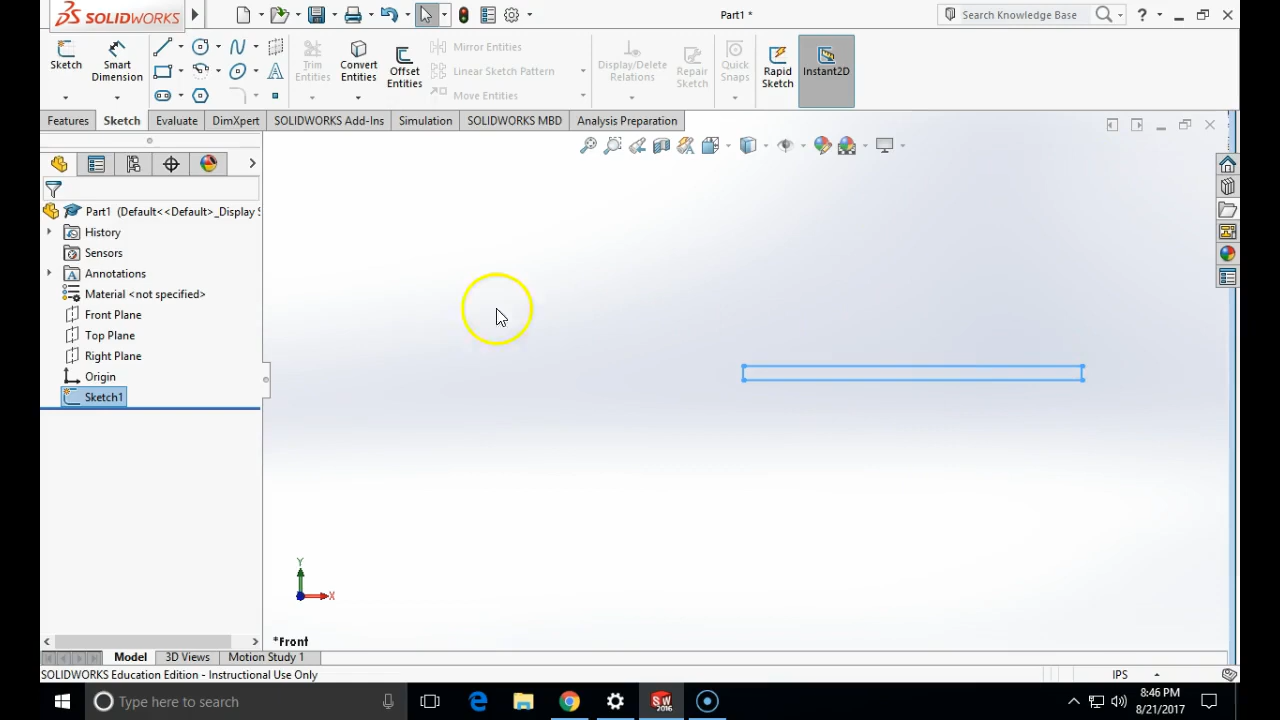 SOLIDWORKS
Part1 *
Search Knowledge Base
?
Sketch
Smart
Dimension
Trim
Entities
Convert
Entities
Offset
Entities
Mirror Entities
Linear Sketch Pattern
Move Entities
Display/Delete
Relations
Repair
Sketch
Quick
Snaps
Rapid
Sketch
Instant2D
Features
Sketch
Evaluate
DimXpert
SOLIDWORKS Add-Ins
Simulation
SOLIDWORKS MBD
Analysis Preparation
Part1 (Default<<Default>_Display S
History
Sensors
Annotations
Material <not specified>
Front Plane
Top Plane
Right Plane
Origin
Sketch1
Y
X
*Front
Model
3D Views
Motion Study 1
SOLIDWORKS Education Edition - Instructional Use Only
IPS
Type here to search
SW
2016
8:46 PM
8/21/2017